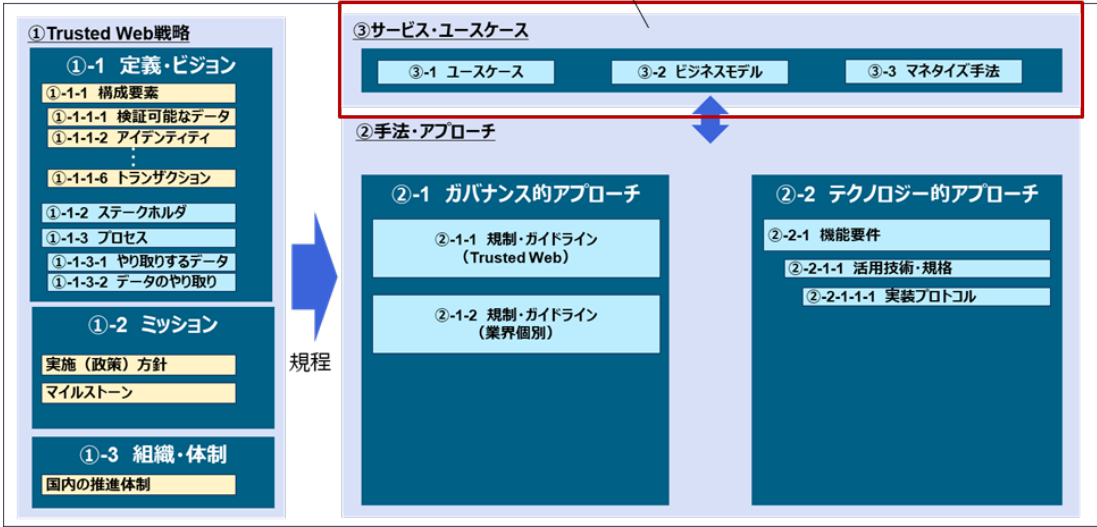 ①Trusted Web戦略
①-1 定義・ビジョン
①-1-1 構成要素
①-1-1-1 検証可能なデータ
①-1-1-2 アイデンティティ
①-1-1-6 トランザクション
①-1-2 ステークホルダ
①-1-3 プロセス
①-1-3-1 やり取りするデータ
①-1-3-2 データのやり取り
①-2 ミッション
実施（政策）方針
マイルストーン
①-3 組織・体制
国内の推進体制
規程
③サービス・ユースケース
③-1 ユースケース
③-2 ビジネスモデル
③-3 マネタイズ手法
②手法・アプローチ
②-1 ガバナンス的アプローチ
②-1-1 規制・ガイドライン
（Trusted Web）
②-1-2 規制・ガイドライン
（業界個別）
②-2 テクノロジー的アプローチ
②-2-1 機能要件
②-2-1-1 活用技術・規格
②-2-1-1-1 実装プロトコル